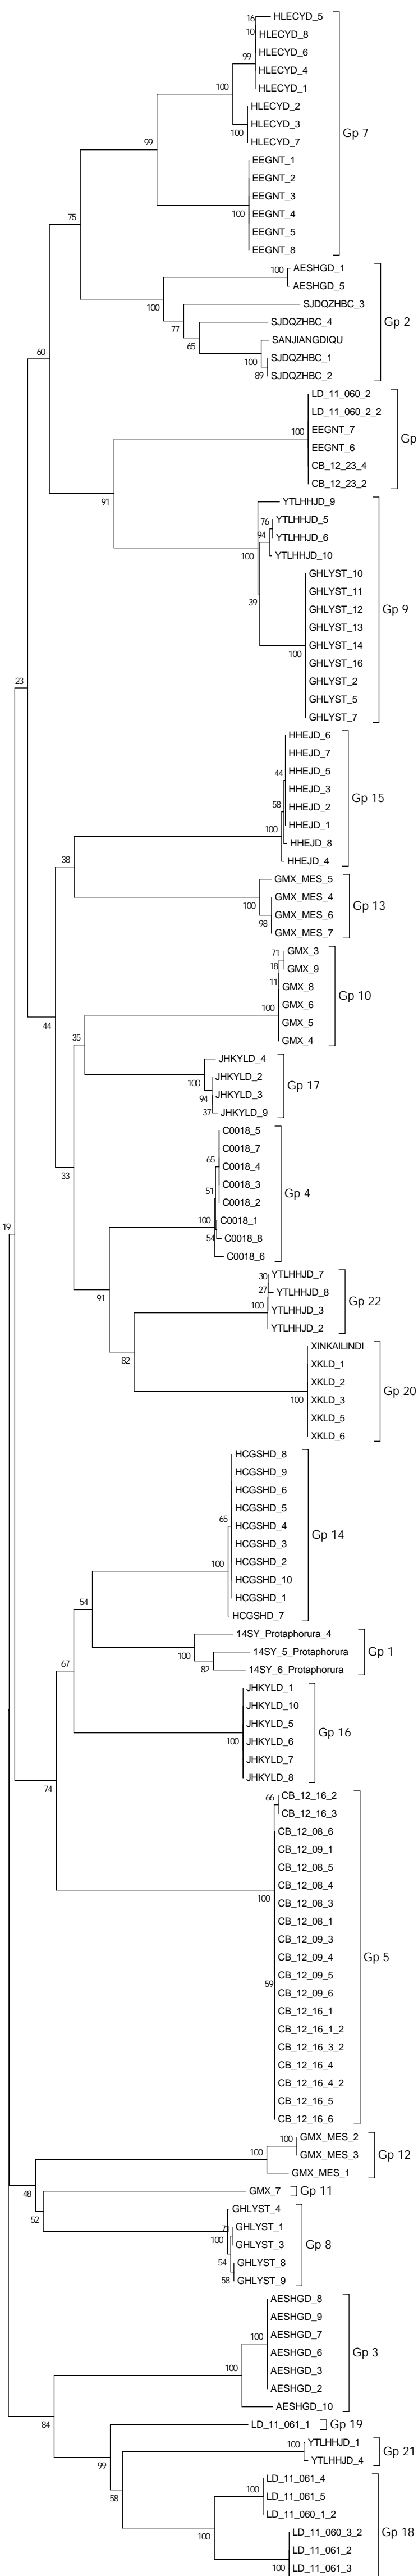 16
HLECYD_5
10
HLECYD_8
HLECYD_6
99
HLECYD_4
HLECYD_1
100
HLECYD_2
HLECYD_3
100
HLECYD_7
Gp 7
99
EEGNT_1
EEGNT_2
EEGNT_3
100
EEGNT_4
EEGNT_5
EEGNT_8
75
100
AESHGD_1
AESHGD_5
100
SJDQZHBC_3
77
SJDQZHBC_4
65
SANJIANGDIQU
100
SJDQZHBC_1
89
SJDQZHBC_2
Gp 2
60
LD_11_060_2
LD_11_060_2_2
100
EEGNT_7
EEGNT_6
CB_12_23_4
CB_12_23_2
Gp
91
YTLHHJD_9
76
YTLHHJD_5
94
YTLHHJD_6
100
YTLHHJD_10
39
GHLYST_10
GHLYST_11
GHLYST_12
GHLYST_13
100
GHLYST_14
GHLYST_16
GHLYST_2
GHLYST_5
GHLYST_7
Gp 9
23
HHEJD_6
HHEJD_7
44
HHEJD_5
HHEJD_3
58
HHEJD_2
100
HHEJD_1
HHEJD_8
HHEJD_4
Gp 15
38
GMX_MES_5
100
GMX_MES_4
98
GMX_MES_6
GMX_MES_7
Gp 13
44
71
GMX_3
18
GMX_9
11
GMX_8
100
GMX_6
GMX_5
GMX_4
Gp 10
35
JHKYLD_4
100
JHKYLD_2
94
JHKYLD_3
37
JHKYLD_9
Gp 17
33
C0018_5
C0018_7
65
C0018_4
C0018_3
51
C0018_2
100
C0018_1
54
C0018_8
C0018_6
Gp 4
91
30
YTLHHJD_7
27
YTLHHJD_8
100
YTLHHJD_3
YTLHHJD_2
Gp 22
82
XINKAILINDI
XKLD_1
XKLD_2
100
XKLD_3
XKLD_5
XKLD_6
Gp 20
19
HCGSHD_8
HCGSHD_9
HCGSHD_6
HCGSHD_5
65
HCGSHD_4
HCGSHD_3
HCGSHD_2
100
HCGSHD_10
HCGSHD_1
HCGSHD_7
Gp 14
54
14SY_Protaphorura_4
100
14SY_5_Protaphorura
82
14SY_6_Protaphorura
Gp 1
67
JHKYLD_1
JHKYLD_10
JHKYLD_5
100
JHKYLD_6
JHKYLD_7
JHKYLD_8
Gp 16
74
66
CB_12_16_2
CB_12_16_3
CB_12_08_6
CB_12_09_1
CB_12_08_5
CB_12_08_4
100
CB_12_08_3
CB_12_08_1
CB_12_09_3
CB_12_09_4
CB_12_09_5
59
CB_12_09_6
CB_12_16_1
CB_12_16_1_2
CB_12_16_3_2
CB_12_16_4
CB_12_16_4_2
CB_12_16_5
CB_12_16_6
Gp 5
100
GMX_MES_2
100
GMX_MES_3
GMX_MES_1
Gp 12
48
GMX_7
Gp 11
52
GHLYST_4
GHLYST_1
100
GHLYST_3
54
GHLYST_8
58
GHLYST_9
Gp 8
AESHGD_8
AESHGD_9
100
AESHGD_7
AESHGD_6
100
AESHGD_3
AESHGD_2
AESHGD_10
Gp 3
84
LD_11_061_1
Gp 19
99
100
YTLHHJD_1
YTLHHJD_4
Gp 21
58
LD_11_061_4
100
LD_11_061_5
LD_11_060_1_2
100
LD_11_060_3_2
LD_11_061_2
100
LD_11_061_3
Gp 18